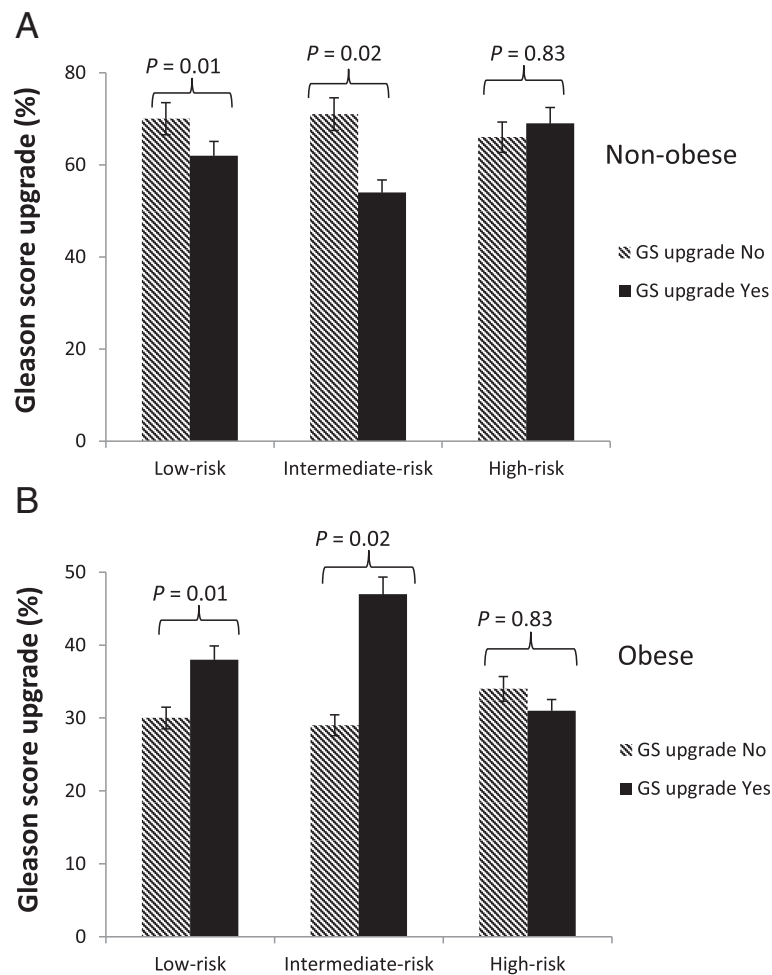 A
P = 0.01
P = 0.02
P = 0.83
Gleason score upgrade (%)
80
60
40
20
0
Non-obese
GS upgrade No
GS upgrade Yes
Low-risk
Intermediate-risk
High-risk
B
P = 0.01
P = 0.02
P = 0.83
Gleason score upgrade (%)
50
40
30
20
10
0
Obese
GS upgrade No
GS upgrade Yes
Low-risk
Intermediate-risk
High-risk